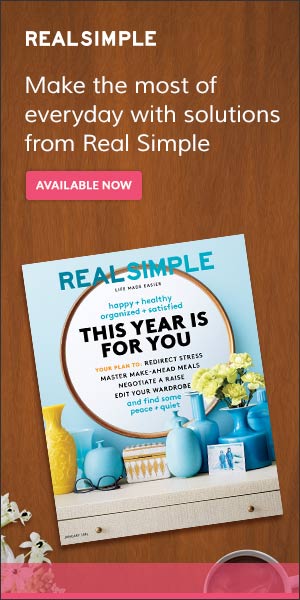 REAL SIMPLE
Make the most of
everyday with solutions
from Real Simple
AVAILABLE NOW
REAL SIMPLE
LIFE MADE EASIER
happy + healthy
organized + satisfied
THIS YEAR IS
FOR YOU
YOUR PLAN TO: REDIRECT STRESS
MASTER MAKE-AHEAD MEALS
NEGOTIATE A RAISE
EDIT YOUR WARDROBE
and find some
peace + quiet